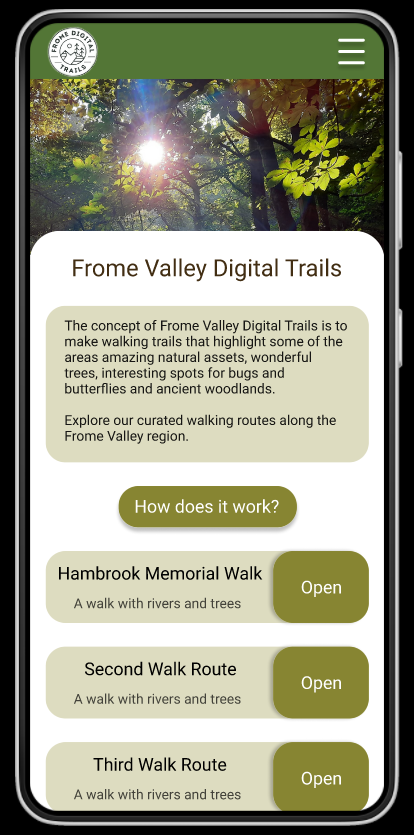 FROME DIGITAL
TRAILS
Frome Valley Digital Trails
The concept of Frome Valley Digital Trails is to
make walking trails that highlight some of the
areas amazing natural assets, wonderful
trees, interesting spots for bugs and
butterflies and ancient woodlands.
Explore our curated walking routes along the
Frome Valley region.
How does it work?
Hambrook Memorial Walk
A walk with rivers and trees
Open
Second Walk Route
A walk with rivers and trees
Open
Third Walk Route
A walk with rivers and trees
Open